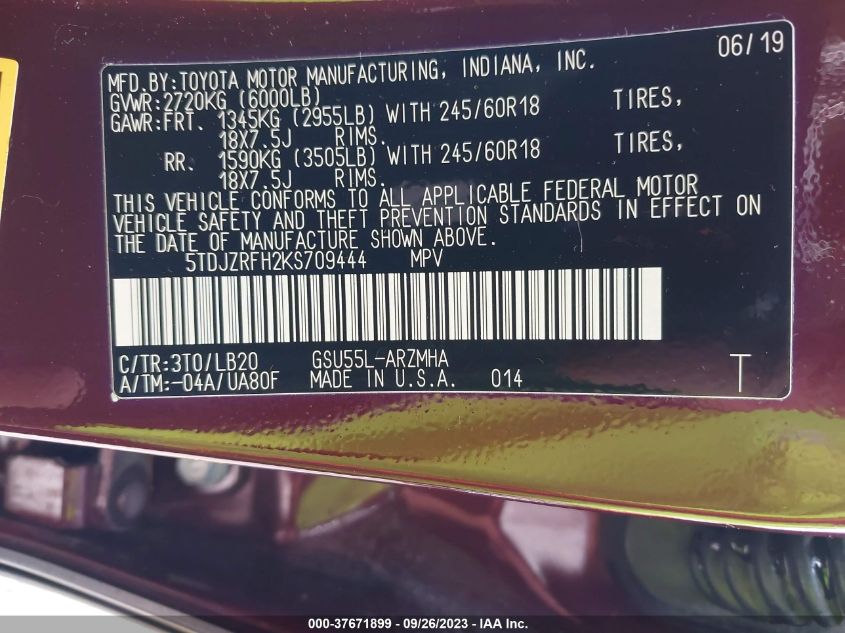 06/19
MFD.BY:TOYOTA MOTOR MANUFACTURING, INDIANA, INC.
GVWR:2720KG (6000LB)
GAWR:FRT. 1345KG (2955LB) WITH 245/60R18 TIRES,
18X7.5J RIMS.
RR. 1590KG (3505LB) WITH 245/60R18 TIRES,
18X7.5J RIMS.
THIS VEHICLE CONFORMS TO ALL APPLICABLE FEDERAL MOTOR
VEHICLE SAFETY AND THEFT PREVENTION STANDARDS IN EFFECT ON
THE DATE OF MANUFACTURE SHOWN ABOVE.
5TDJZRFH2KS709444 MPV
C/TR:3T0/LB20 GSU55L-ARZMHA
A/TM:-04A/UA80F MADE IN U.S.A. 014 T
000-37671899 - 09/26/2023 - IAA Inc.